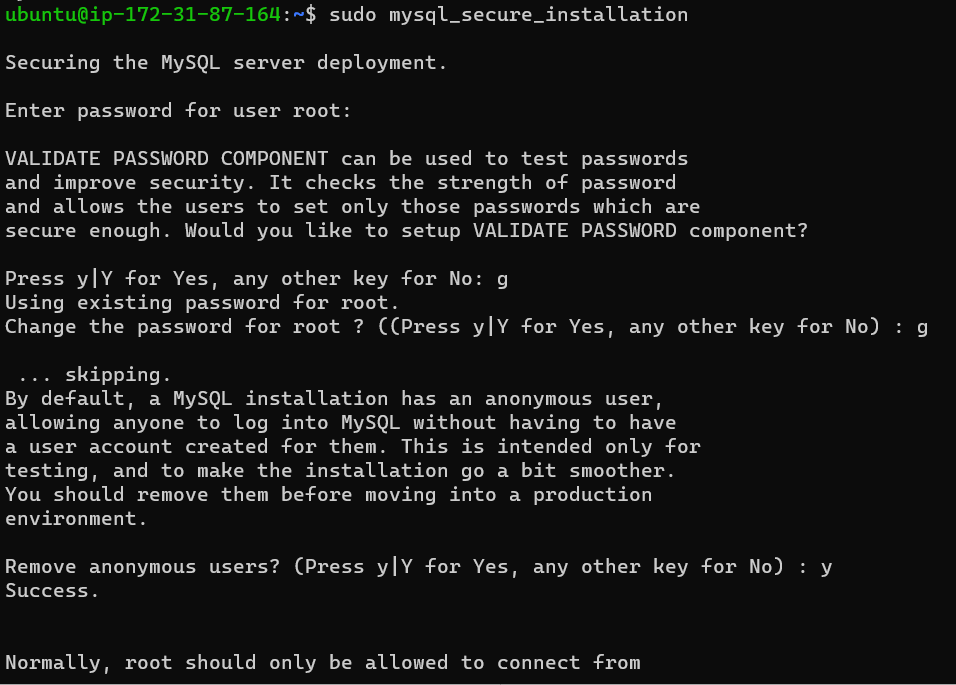 ubuntu@ip-172-31-87-164:~$ sudo mysql_secure_installation
Securing the MySQL server deployment.
Enter password for user root:
VALIDATE PASSWORD COMPONENT can be used to test passwords
and improve security. It checks the strength of password
and allows the users to set only those passwords which are
secure enough. Would you like to setup VALIDATE PASSWORD component?
Press y|Y for Yes, any other key for No: g
Using existing password for root.
Change the password for root ? ((Press y|Y for Yes, any other key for No) : g
... skipping.
By default, a MySQL installation has an anonymous user,
allowing anyone to log into MySQL without having to have
a user account created for them. This is intended only for
testing, and to make the installation go a bit smoother.
You should remove them before moving into a production
environment.
Remove anonymous users? (Press y|Y for Yes, any other key for No) : y
Success.
Normally, root should only be allowed to connect from